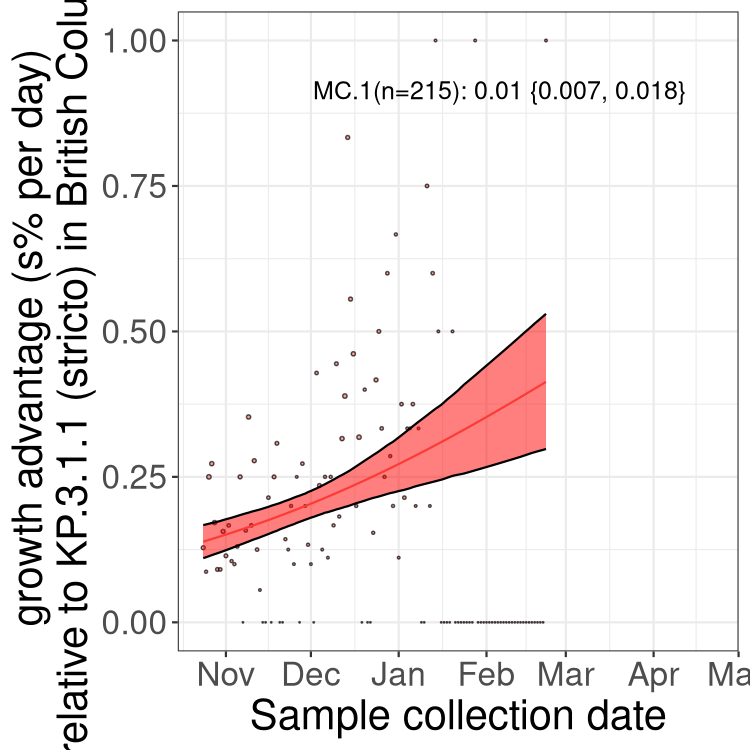 growth advantage (s% per day)
relative to KP.3.1.1 (stricto) in British Colu
1.00
0.75
0.50
0.25
0.00
MC.1(n=215): 0.01 {0.007, 0.018}
Nov Dec Jan Feb Mar Apr Ma
Sample collection date